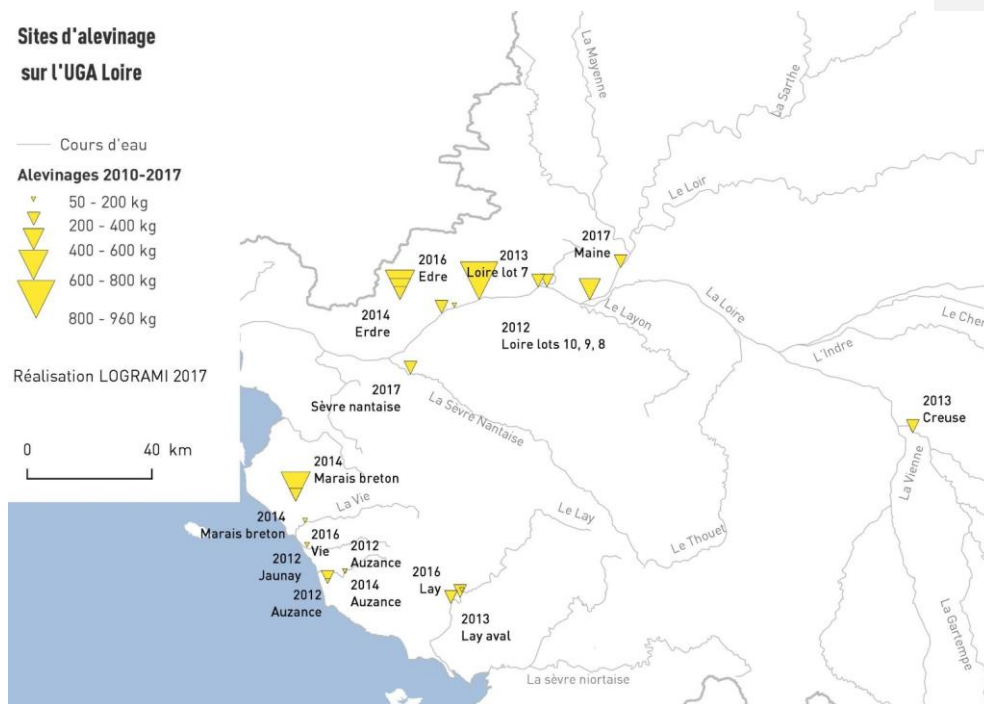 Sites d'alevinage
sur l'UGA Loire
Cours d'eau
Alevinages 2010-2017
50 - 200 kg
200 - 400 kg
400 - 600 kg
600 - 800 kg
800 - 960 kg
Réalisation LOGRAMI 2017
0 40 km
La Mayenne
La Sarthe
Le Loir
2017
Maine
2016
Edre
2013
Loire lot 7
2014
Erdre
Le Layon
La Loire
Le Cher
2012
Loire lots 10, 9, 8
L'Indre
2017
Sèvre nantaise
La Sèvre Nantaise
2013
Creuse
La Vienne
2014
Marais breton
La Vie
Le Lay
2014
Marais breton
2016
Vie
2012
Auzance
Le Thouet
2012
Jaunay
2012
Auzance
2014
Auzance
2016
Lay
2013
Lay aval
La Gartempe
La sèvre niortaise